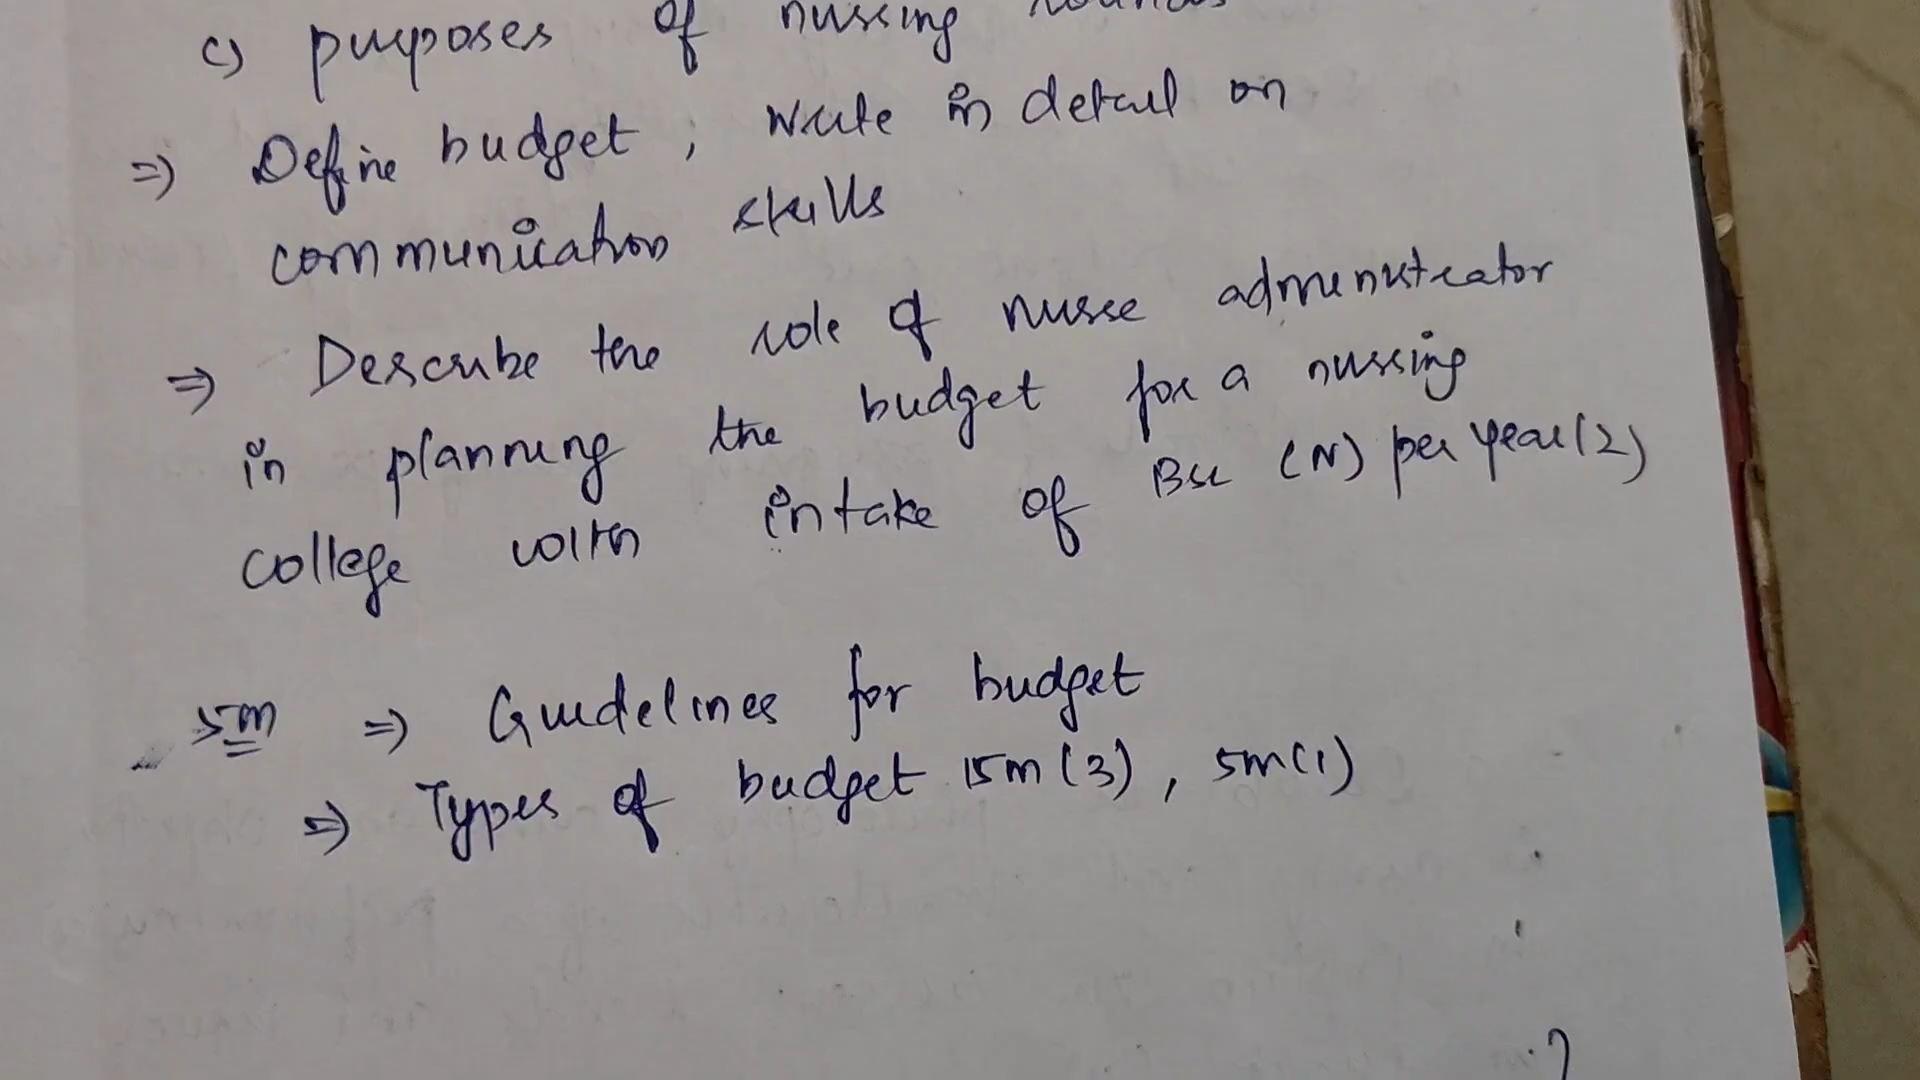 c) purposes of nursing rounds
=> Define budget, Write in detail on
communication skills
=> Describe the role of nurse administrator
in planning the budget for a nursing
college with intake of Bsc (N) per year (2)
5m => Guidelines for budget
=> Types of budget 15m (3), 5m (1)